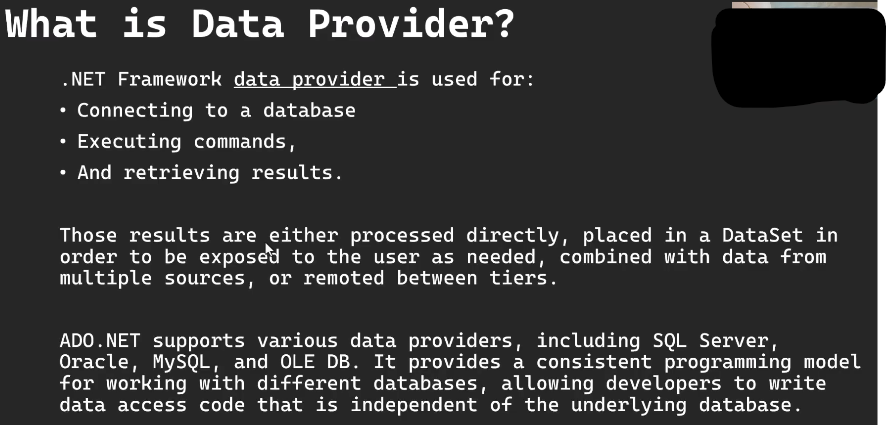 What is Data Provider?
.NET Framework data provider is used for:
• Connecting to a database
• Executing commands,
• And retrieving results.
Those results are either processed directly, placed in a DataSet in
order to be exposed to the user as needed, combined with data from
multiple sources, or remoted between tiers.
ADO.NET supports various data providers, including SQL Server,
Oracle, MySQL, and OLE DB. It provides a consistent programming model
for working with different databases, allowing developers to write
data access code that is independent of the underlying database.